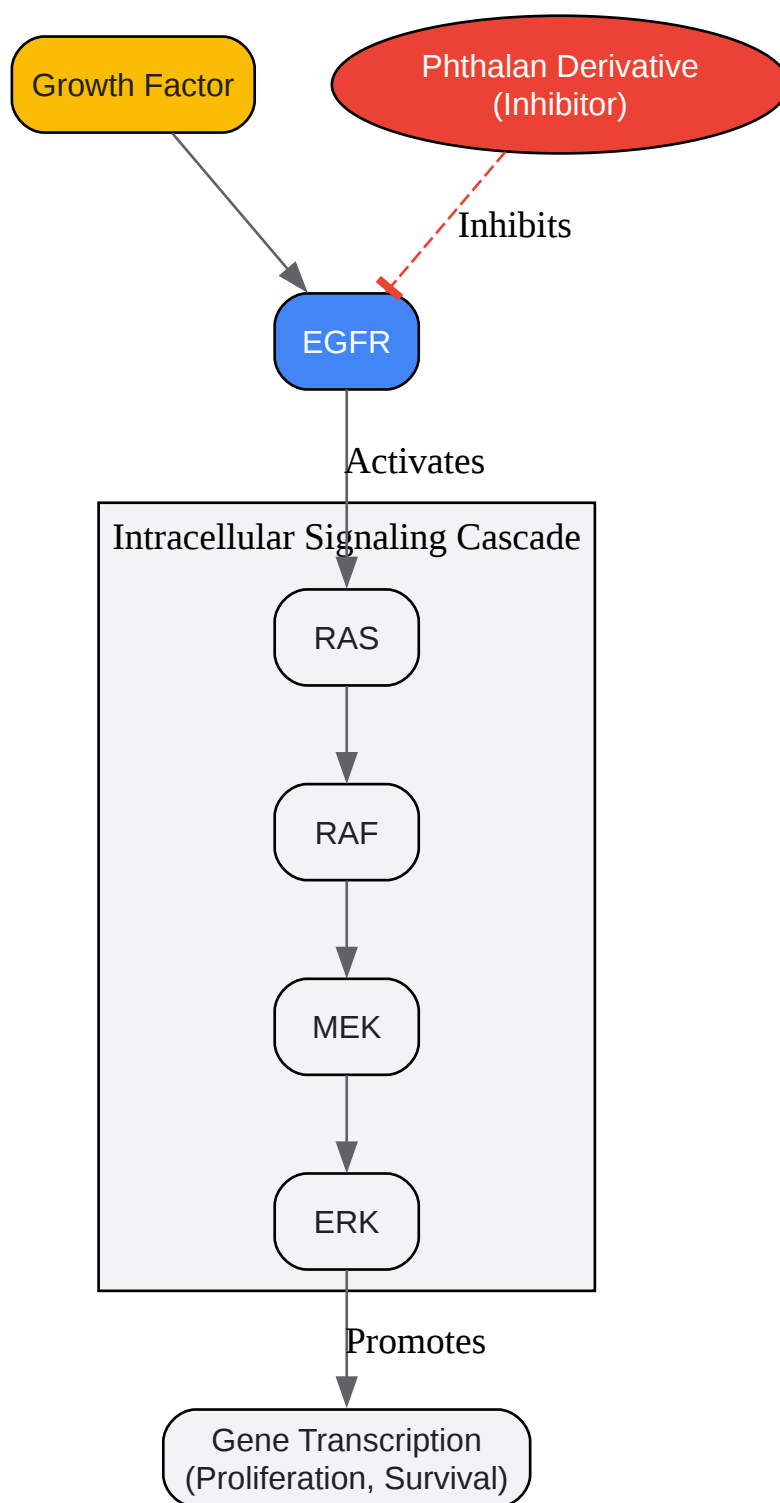 Growth Factor
Phthalan Derivative
(Inhibitor)
Inhibits
EGFR
Activates
Intracellular Signaling Cascade
RAS
RAF
MEK
ERK
Promotes
Gene Transcription
(Proliferation, Survival)